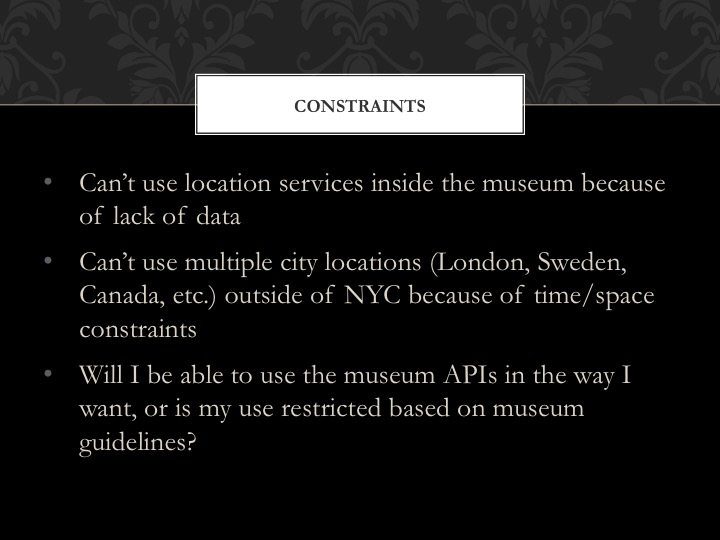 CONSTRAINTS
• Can’t use location services inside the museum because
of lack of data
• Can’t use multiple city locations (London, Sweden,
Canada, etc.) outside of NYC because of time/space
constraints
• Will I be able to use the museum APIs in the way I
want, or is my use restricted based on museum
guidelines?